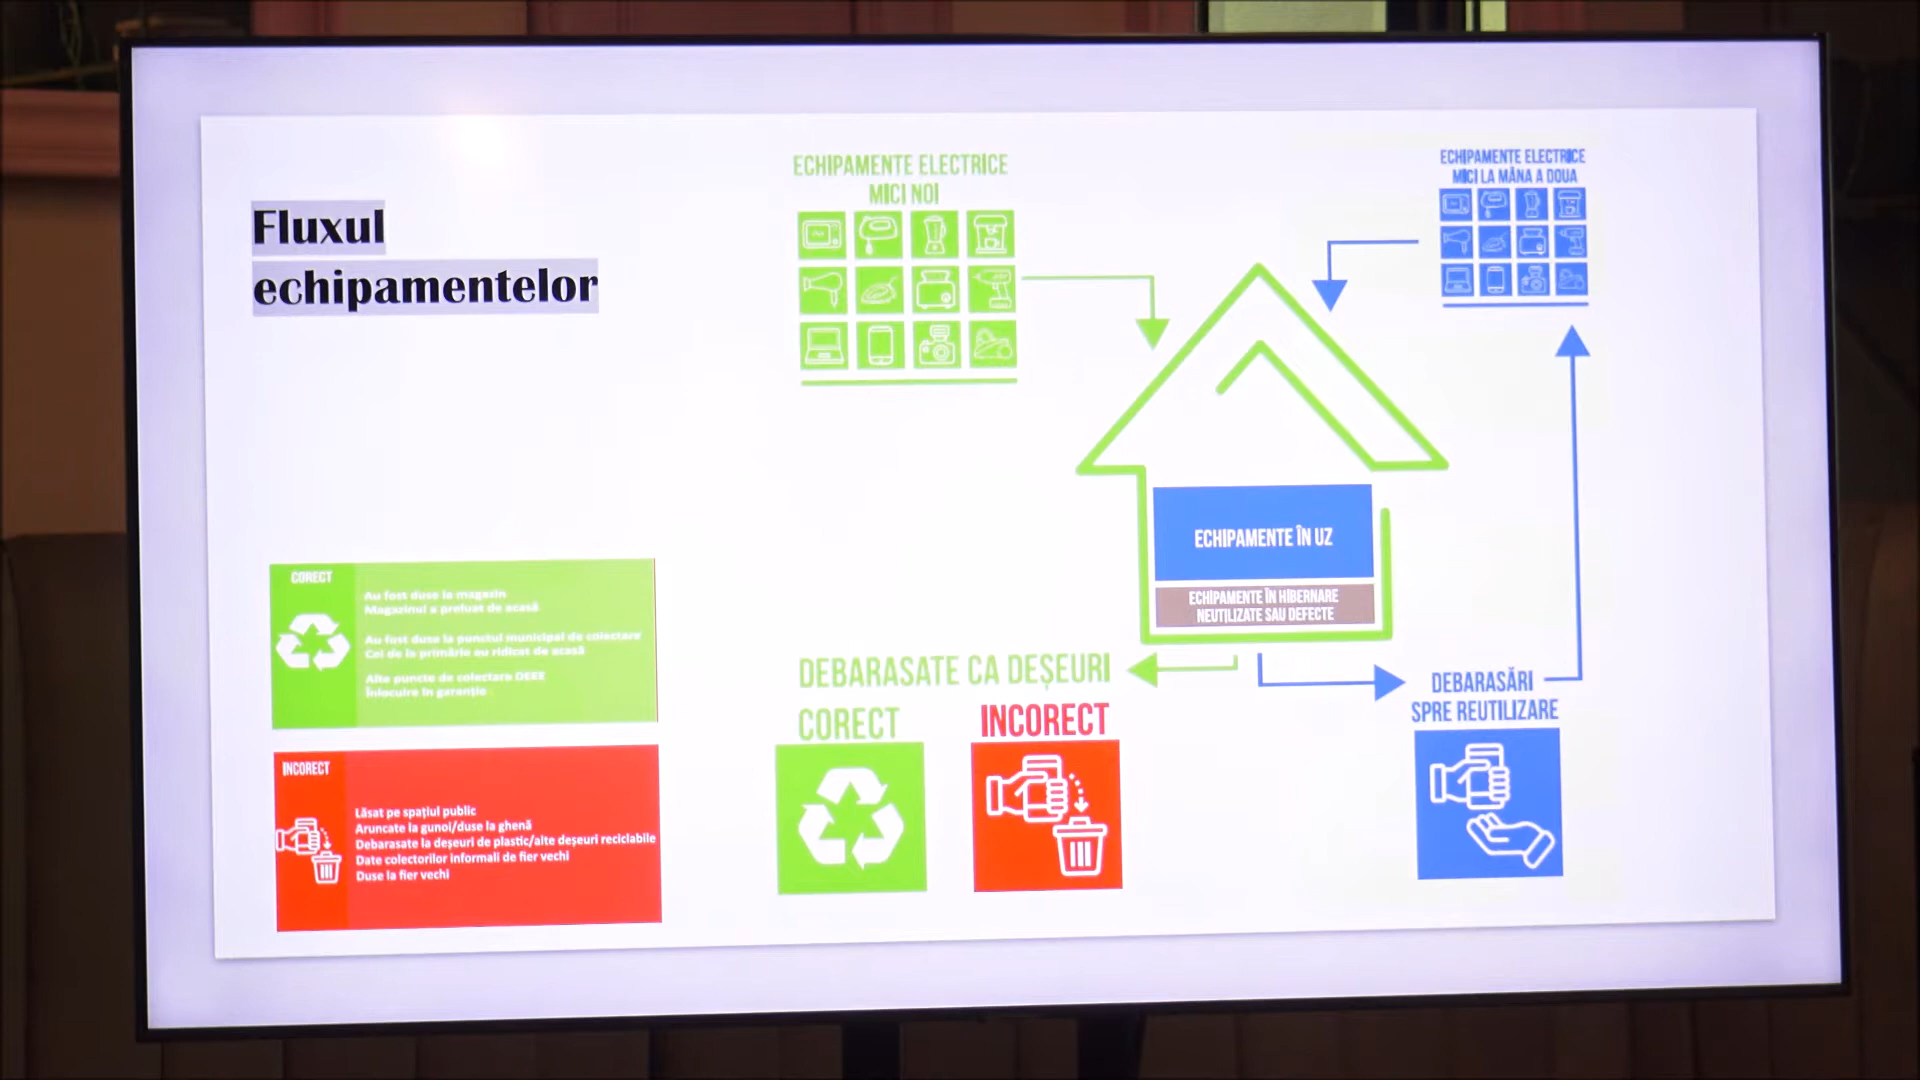 Fluxul
echipamentelor
ECHIPAMENTE ELECTRICE
MICI NOI
ECHIPAMENTE ELECTRICE
MICI LA MÂNA A DOUA
ECHIPAMENTE ÎN UZ
ECHIPAMENTE ÎN HIBERNARE
NEUTILIZATE SAU DEFECTE
CORECT
Au fost duse la magazin
Magazinul a preluat de acasă
Au fost duse la punctul municipal de colectare
Cei de la primărie au ridicat de acasă
Alte puncte de colectare DEEE
Înlocuire în garanție
INCORECT
Lăsat pe spațiul public
Aruncate la gunoi/duse la ghenă
Debarasate la deșeuri de plastic/alte deșeuri reciclabile
Date colectorilor informali de fier vechi
Duse la fier vechi
DEBARASATE CA DEȘEURI
CORECT
INCORECT
DEBARASĂRI
SPRE REUTILIZARE